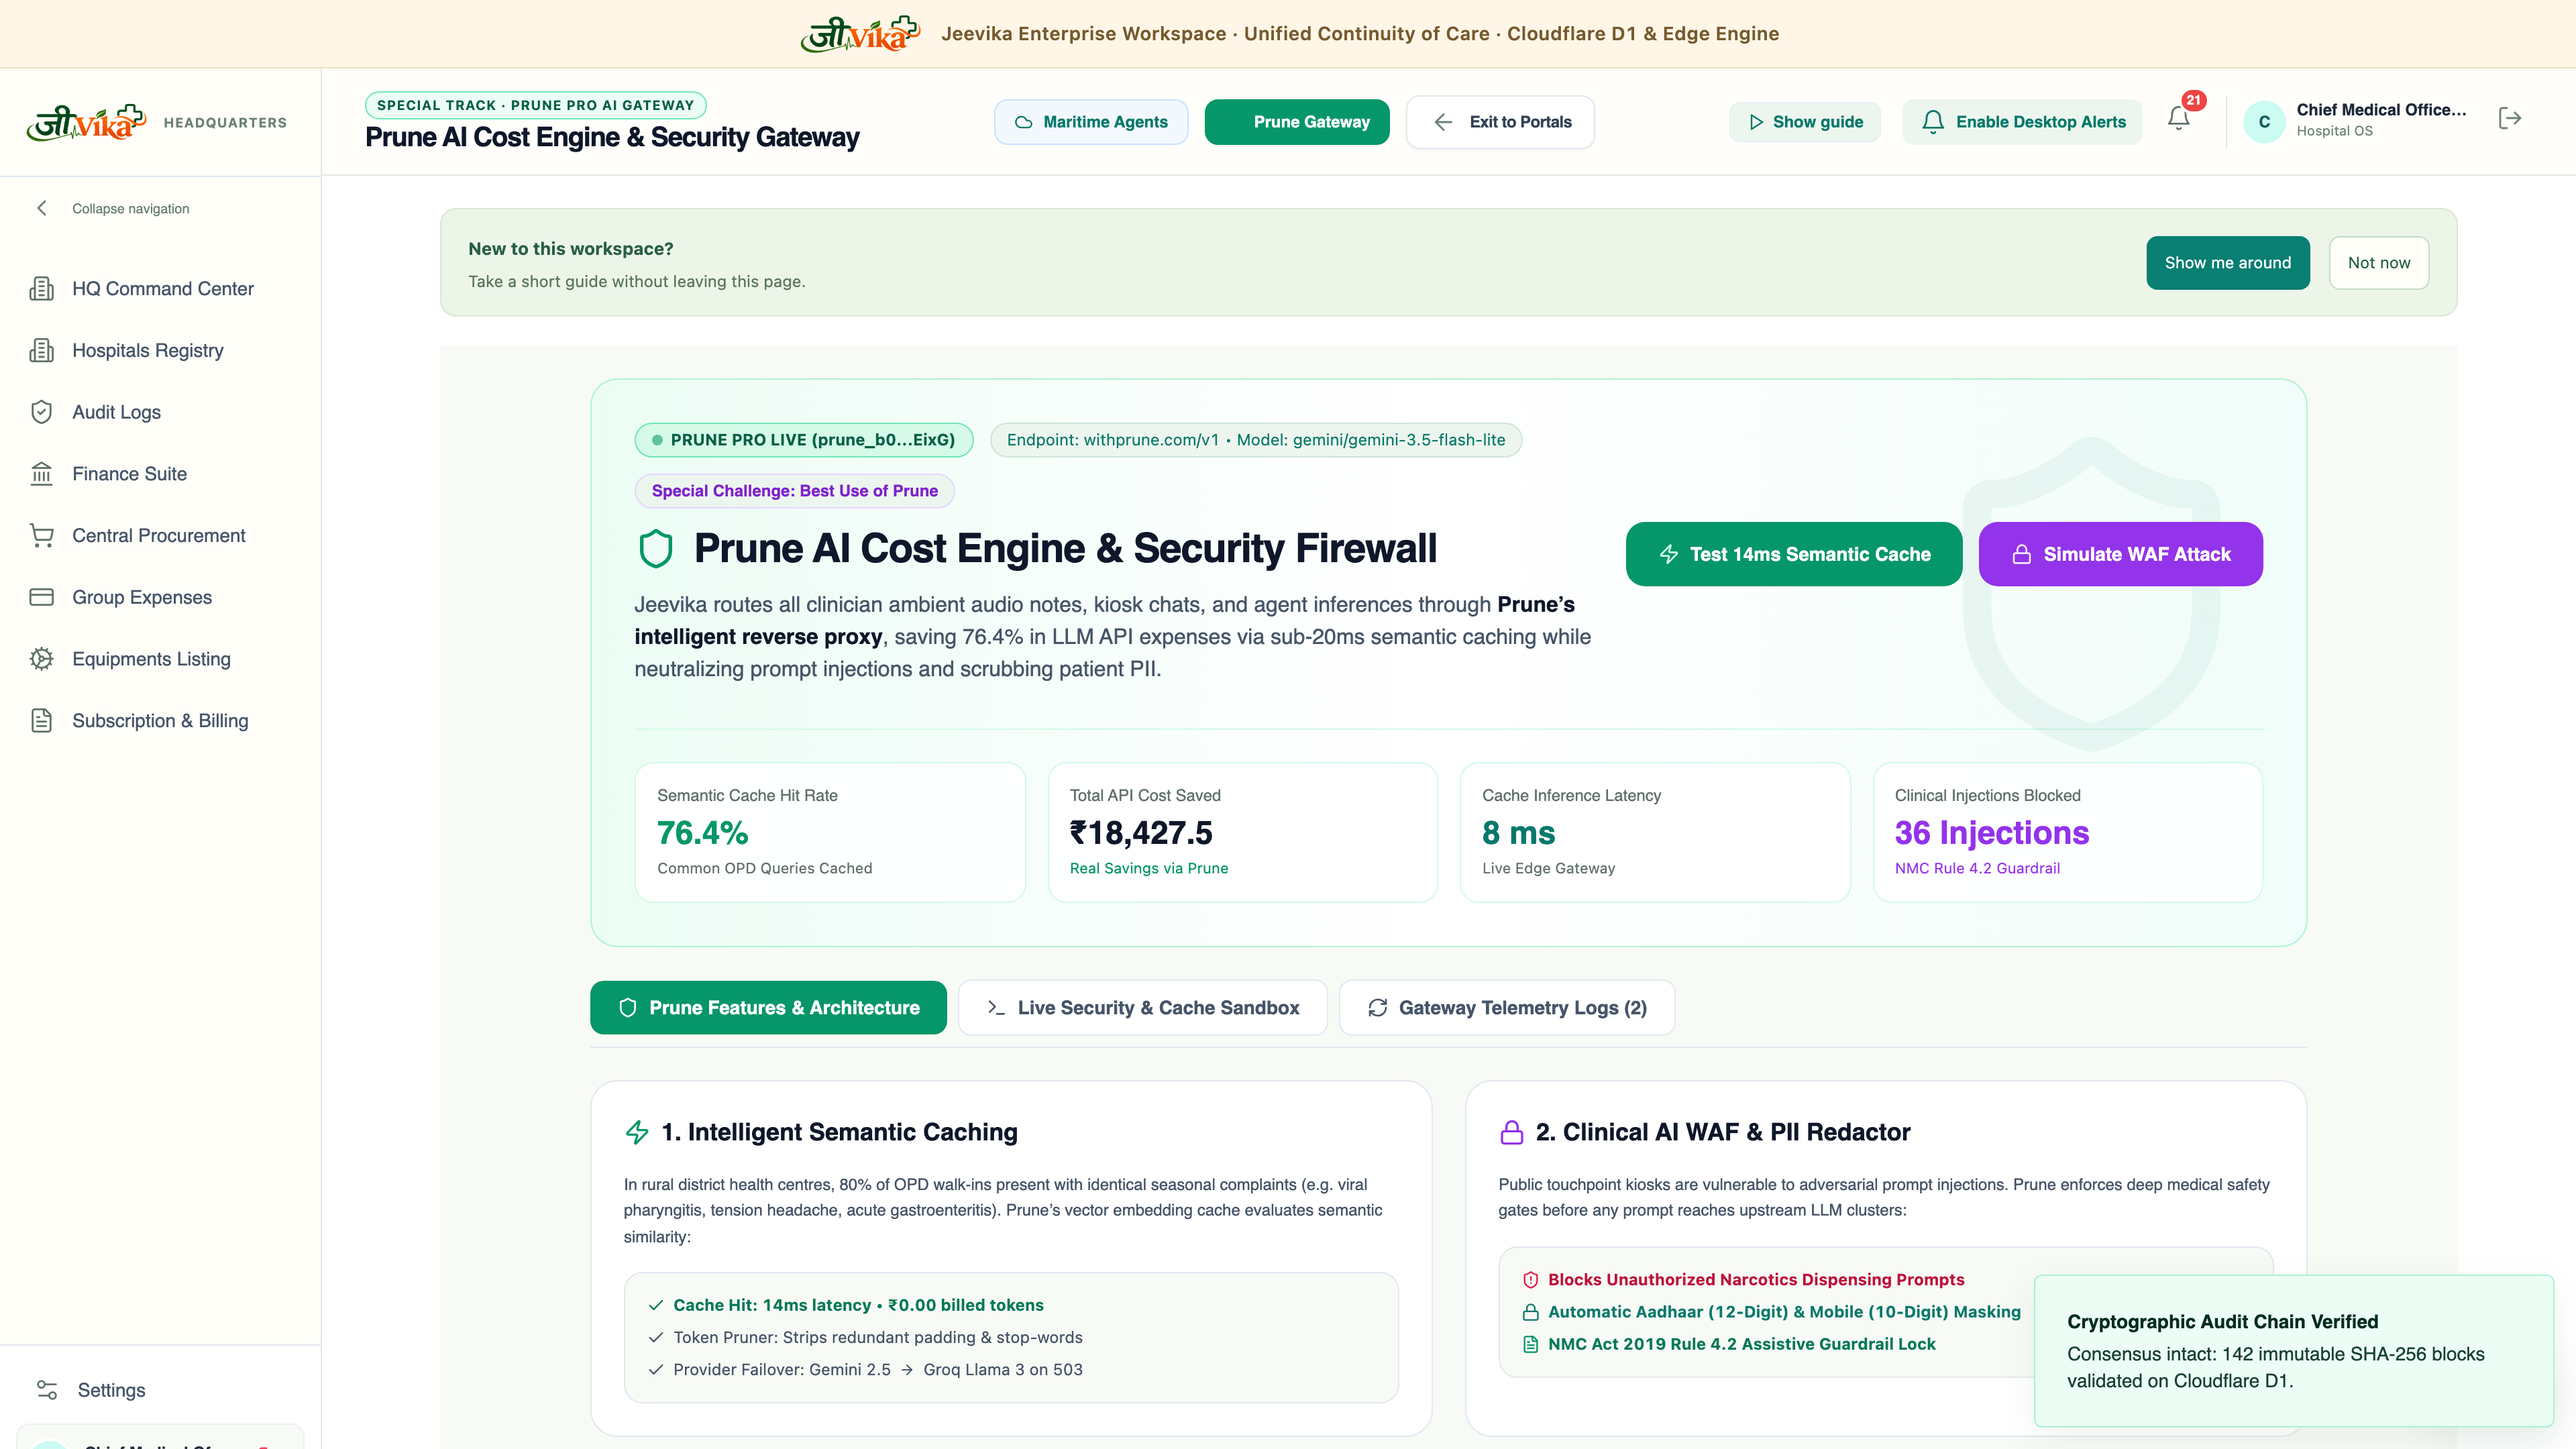 जीvika Jeevika Enterprise Workspace · Unified Continuity of Care · Cloudflare D1 & Edge Engine
जीvika HEADQUARTERS
Collapse navigation
HQ Command Center
Hospitals Registry
Audit Logs
Finance Suite
Central Procurement
Group Expenses
Equipments Listing
Subscription & Billing
Settings
SPECIAL TRACK · PRUNE PRO AI GATEWAY
Prune AI Cost Engine & Security Gateway
Maritime Agents
Prune Gateway
Exit to Portals
Show guide
Enable Desktop Alerts
21
C
Chief Medical Office...
Hospital OS
New to this workspace?
Take a short guide without leaving this page.
Show me around
Not now
PRUNE PRO LIVE (prune_b0...EixG)
Endpoint: withprune.com/v1 • Model: gemini/gemini-3.5-flash-lite
Special Challenge: Best Use of Prune
Prune AI Cost Engine & Security Firewall
Jeevika routes all clinician ambient audio notes, kiosk chats, and agent inferences through Prune’s
intelligent reverse proxy, saving 76.4% in LLM API expenses via sub-20ms semantic caching while
neutralizing prompt injections and scrubbing patient PII.
Test 14ms Semantic Cache
Simulate WAF Attack
Semantic Cache Hit Rate
76.4%
Common OPD Queries Cached
Total API Cost Saved
₹18,427.5
Real Savings via Prune
Cache Inference Latency
8 ms
Live Edge Gateway
Clinical Injections Blocked
36 Injections
NMC Rule 4.2 Guardrail
Prune Features & Architecture
Live Security & Cache Sandbox
Gateway Telemetry Logs (2)
1. Intelligent Semantic Caching
In rural district health centres, 80% of OPD walk-ins present with identical seasonal complaints (e.g. viral
pharyngitis, tension headache, acute gastroenteritis). Prune’s vector embedding cache evaluates semantic
similarity:
Cache Hit: 14ms latency • ₹0.00 billed tokens
Token Pruner: Strips redundant padding & stop-words
Provider Failover: Gemini 2.5 → Groq Llama 3 on 503
2. Clinical AI WAF & PII Redactor
Public touchpoint kiosks are vulnerable to adversarial prompt injections. Prune enforces deep medical safety
gates before any prompt reaches upstream LLM clusters:
Blocks Unauthorized Narcotics Dispensing Prompts
Automatic Aadhaar (12-Digit) & Mobile (10-Digit) Masking
NMC Act 2019 Rule 4.2 Assistive Guardrail Lock
Cryptographic Audit Chain Verified
Consensus intact: 142 immutable SHA-256 blocks
validated on Cloudflare D1.